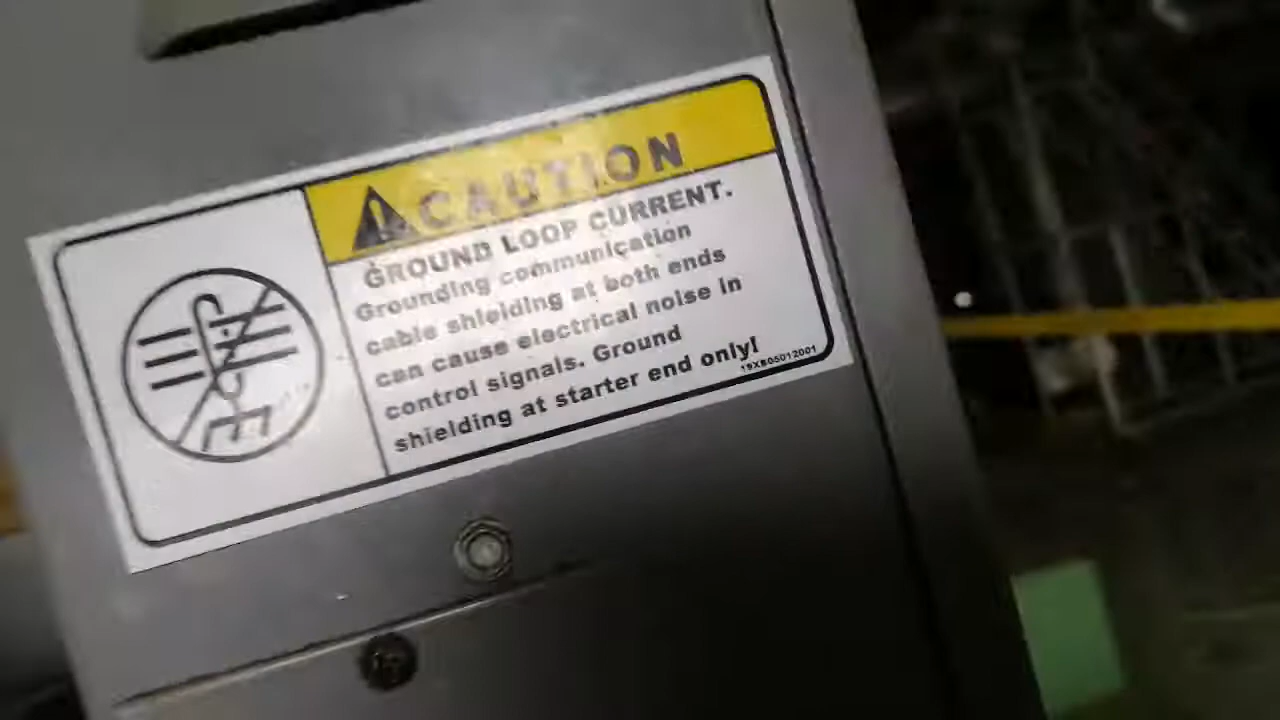 CAUTION
GROUND LOOP CURRENT.
Grounding communication
cable shielding at both ends
can cause electrical noise in
control signals. Ground
shielding at starter end only!
19XB05012001